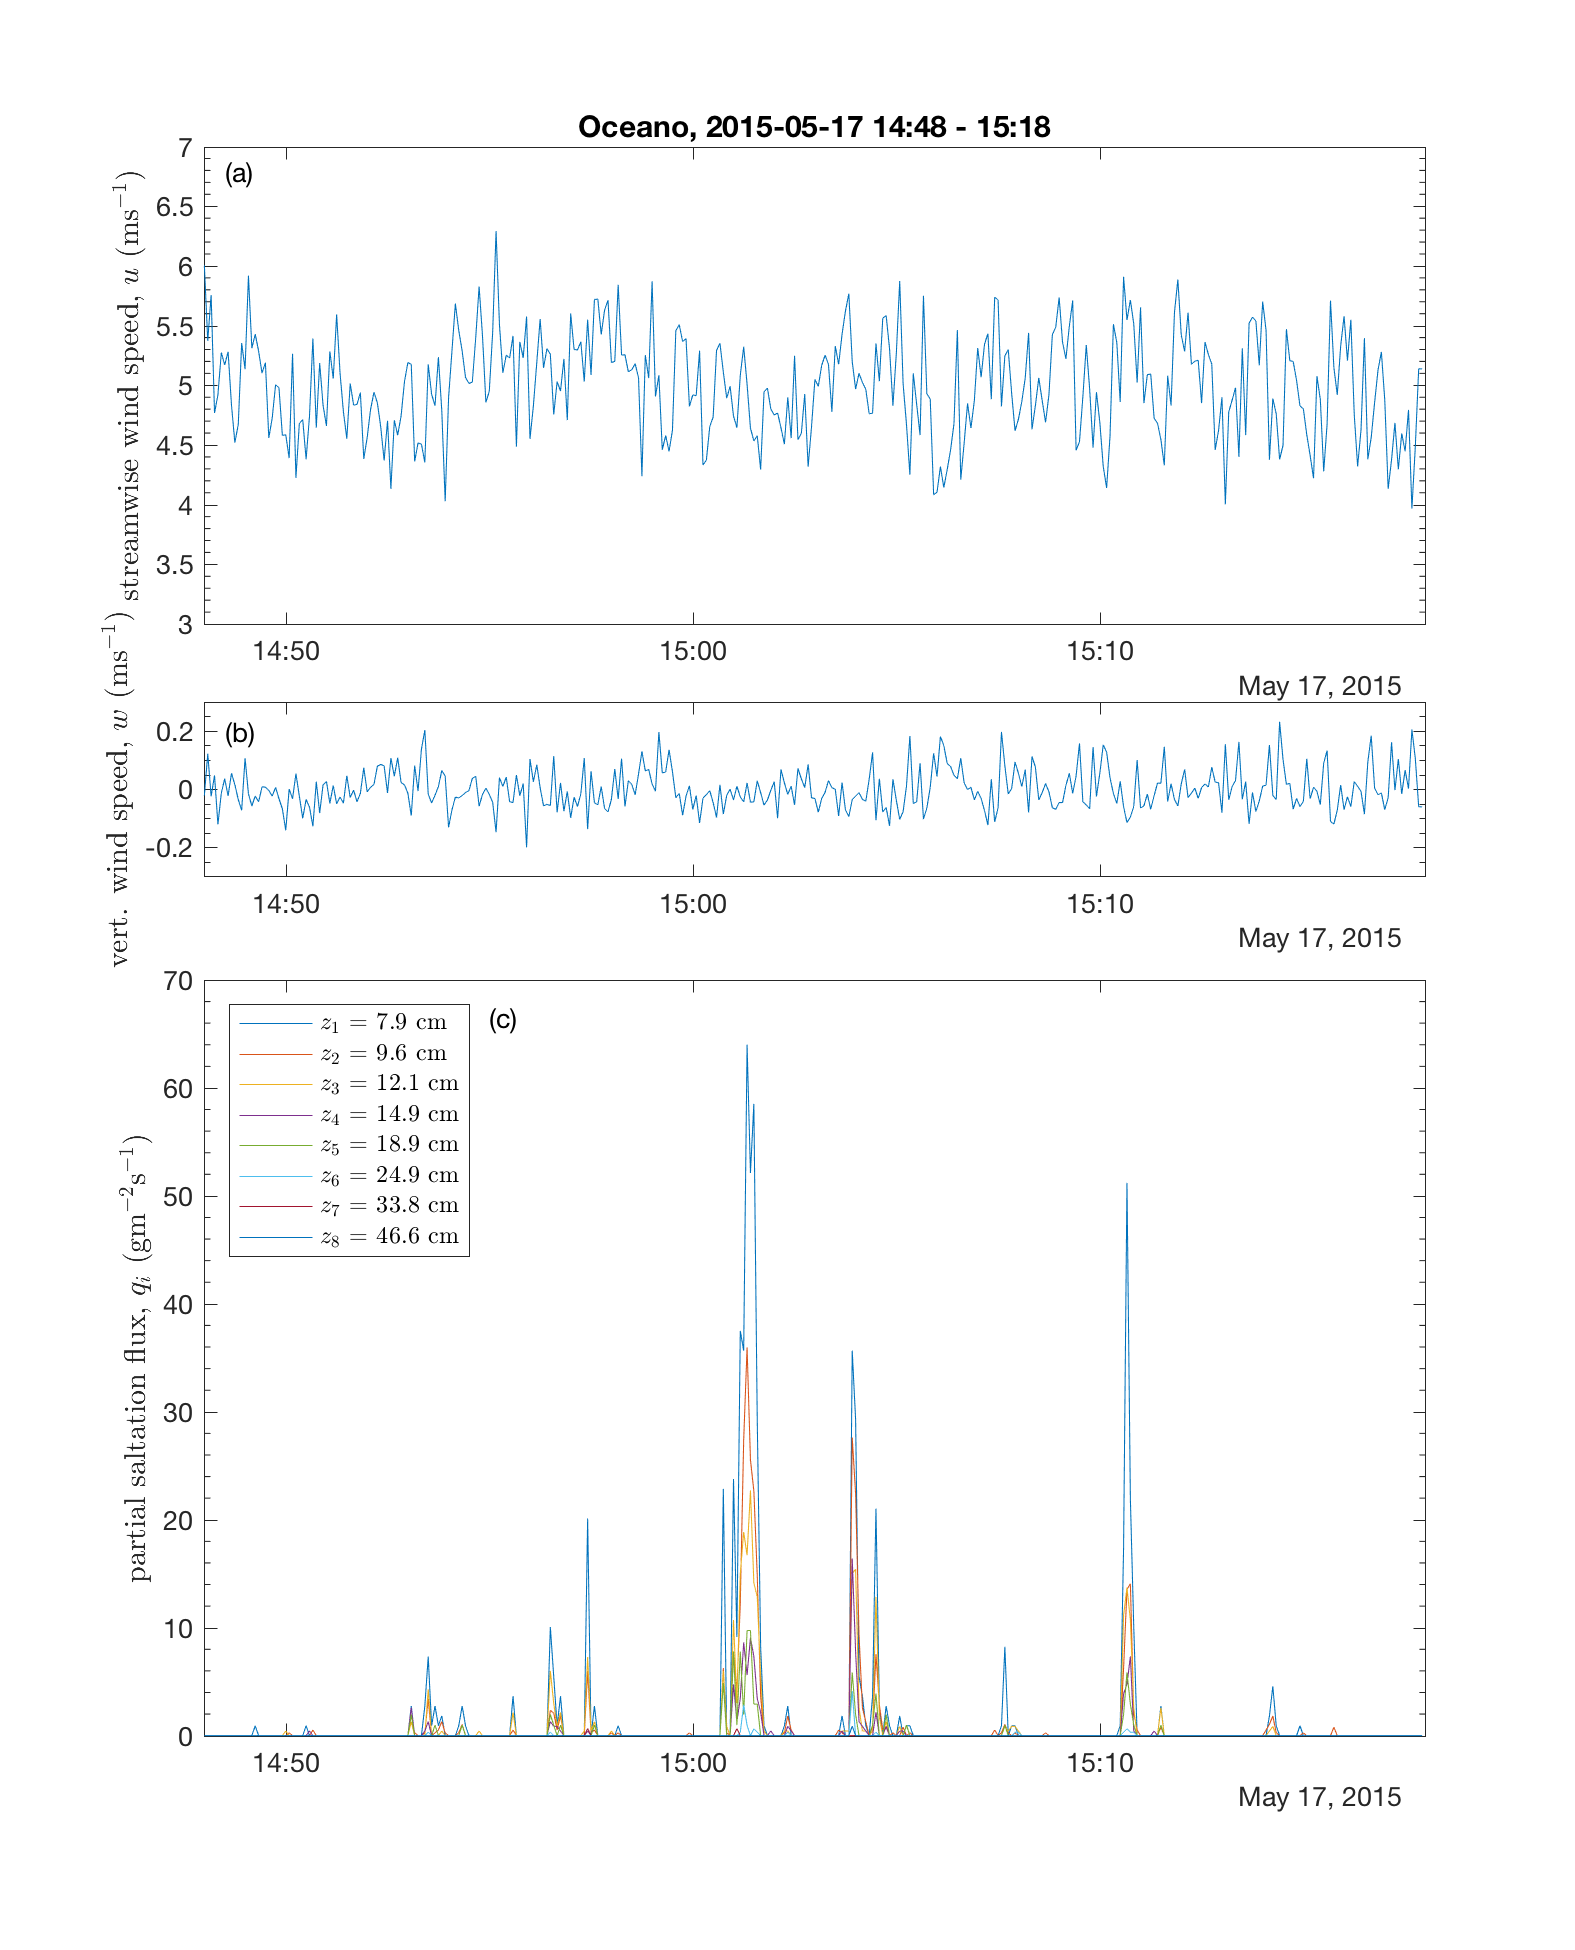 Oceano, 2015-05-17 14:48 - 15:18
(a)
streamwise wind speed, u (ms⁻¹)
7
6.5
6
5.5
5
4.5
4
3.5
3
14:50 15:00 15:10
May 17, 2015
(b)
vert. wind speed, w (ms⁻¹)
0.2
0
-0.2
14:50 15:00 15:10
May 17, 2015
(c)
partial saltation flux, qᵢ (gm⁻²s⁻¹)
70
60
50
40
30
20
10
0
z₁ = 7.9 cm
z₂ = 9.6 cm
z₃ = 12.1 cm
z₄ = 14.9 cm
z₅ = 18.9 cm
z₆ = 24.9 cm
z₇ = 33.8 cm
z₈ = 46.6 cm
14:50 15:00 15:10
May 17, 2015